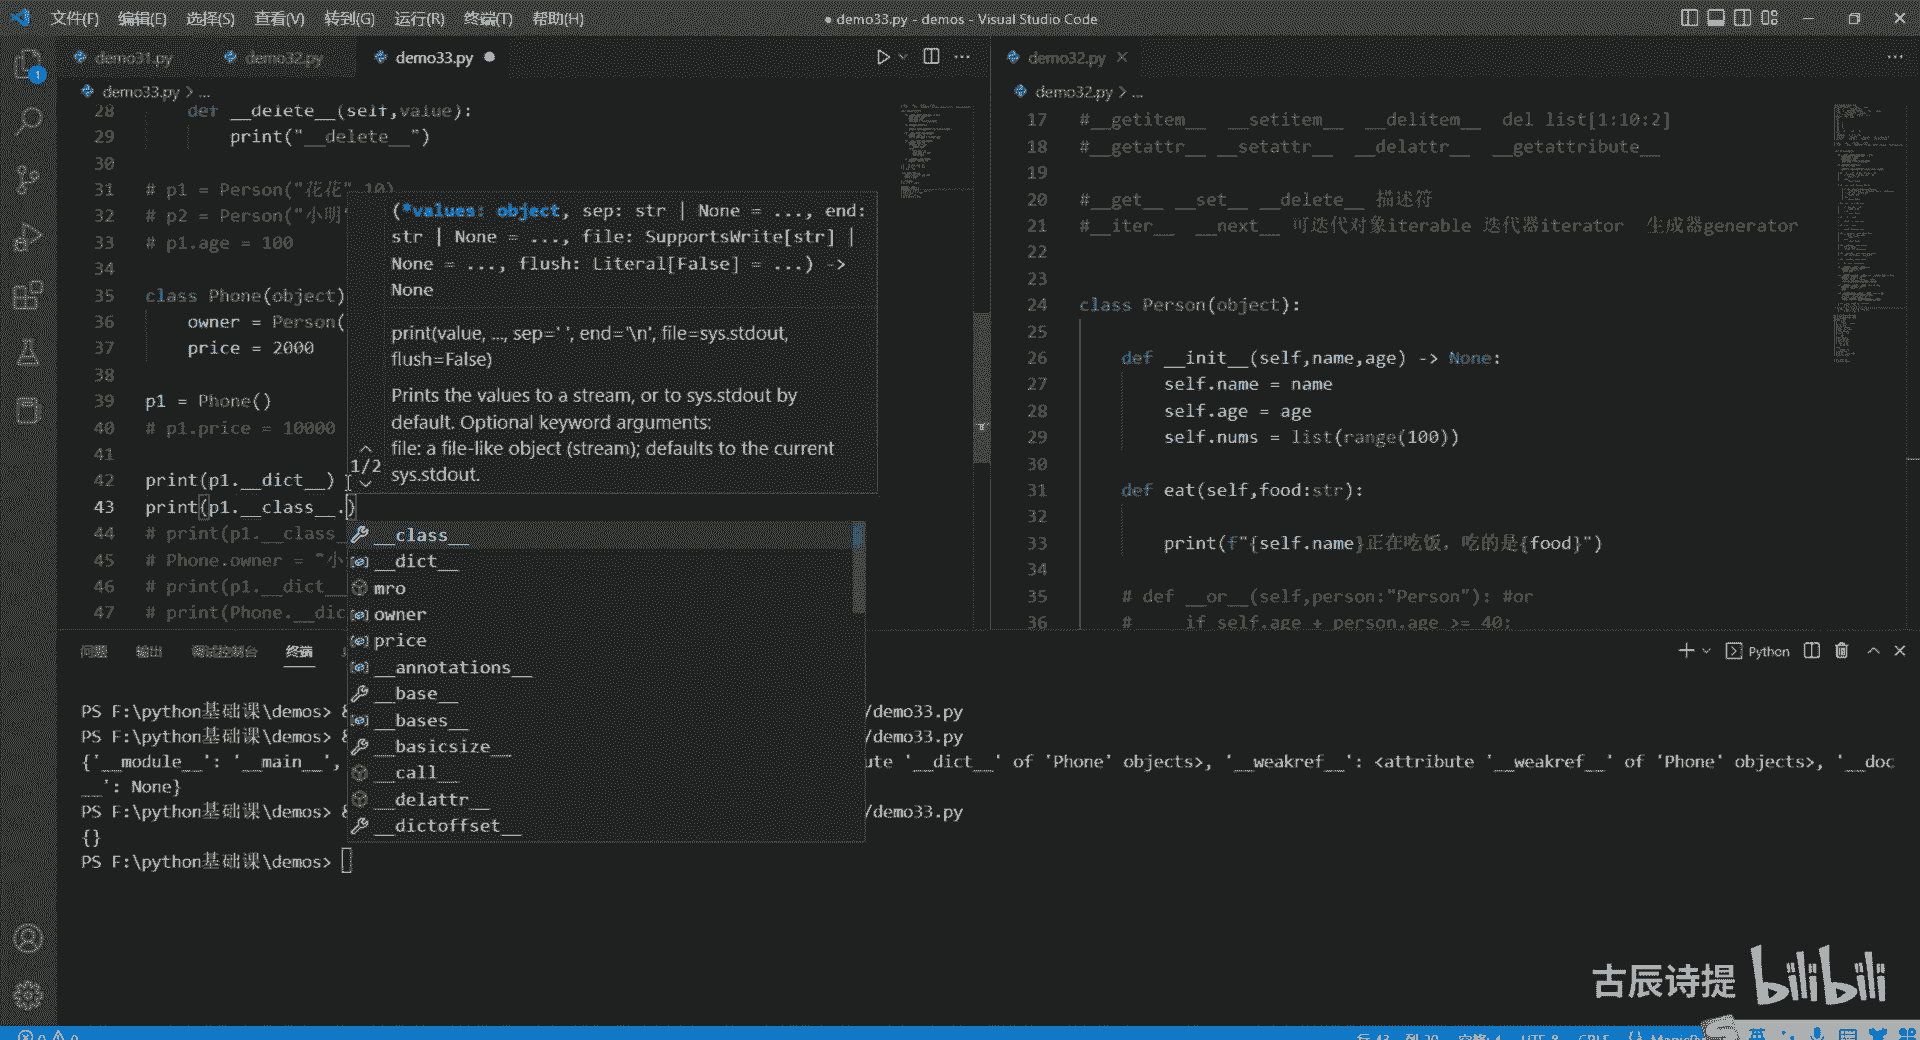 文件(F) 编辑(E) 选择(S) 查看(V) 转到(G) 运行(R) 终端(T) 帮助(H)
● demo33.py - demos - Visual Studio Code
demo31.py demo32.py demo33.py ●
demo33.py > ...
28 def __delete__(self,value):
29 print("__delete__")
30
31 # p1 = Person("花花",10)
32 # p2 = Person("小明"
33 # p1.age = 100
34
35 class Phone(object)
36 owner = Person(
37 price = 2000
38
39 p1 = Phone()
40 # p1.price = 10000
41
42 print(p1.__dict__)
43 print(p1.__class__.)
44 # print(p1.__class_
45 # Phone.owner = "小
46 # print(p1.__dict__
47 # print(Phone.__dic
(*values: object, sep: str | None = ..., end:
str | None = ..., file: SupportsWrite[str] |
None = ..., flush: Literal[False] = ...) ->
None
print(value, ..., sep=' ', end='\n', file=sys.stdout,
flush=False)
Prints the values to a stream, or to sys.stdout by
default. Optional keyword arguments:
file: a file-like object (stream); defaults to the current
sys.stdout.
1/2
__class__
__dict__
mro
owner
price
__annotations__
__base__
__bases__
__basicsize__
__call__
__delattr__
__dictoffset__
demo32.py
demo32.py > ...
17 #__getitem__ __setitem__ __delitem__ del list[1:10:2]
18 #__getattr__ __setattr__ __delattr__ __getattribute__
19
20 #__get__ __set__ __delete__ 描述符
21 #__iter__ __next__ 可迭代对象iterable 迭代器iterator 生成器generator
22
23
24 class Person(object):
25
26 def __init__(self,name,age) -> None:
27 self.name = name
28 self.age = age
29 self.nums = list(range(100))
30
31 def eat(self,food:str):
32
33 print(f"{self.name}正在吃饭，吃的是{food}")
34
35 # def __or__(self,person:"Person"): #or
36 # if self.age + person.age >= 40:
问题 输出 调试控制台 终端
Python
PS F:\python基础课\demos> & /demo33.py
PS F:\python基础课\demos> & /demo33.py
{'__module__': '__main__', ute '__dict__' of 'Phone' objects>, '__weakref__': <attribute '__weakref__' of 'Phone' objects>, '__doc
__': None}
PS F:\python基础课\demos> & /demo33.py
{}
PS F:\python基础课\demos>
古辰诗提 bilibili